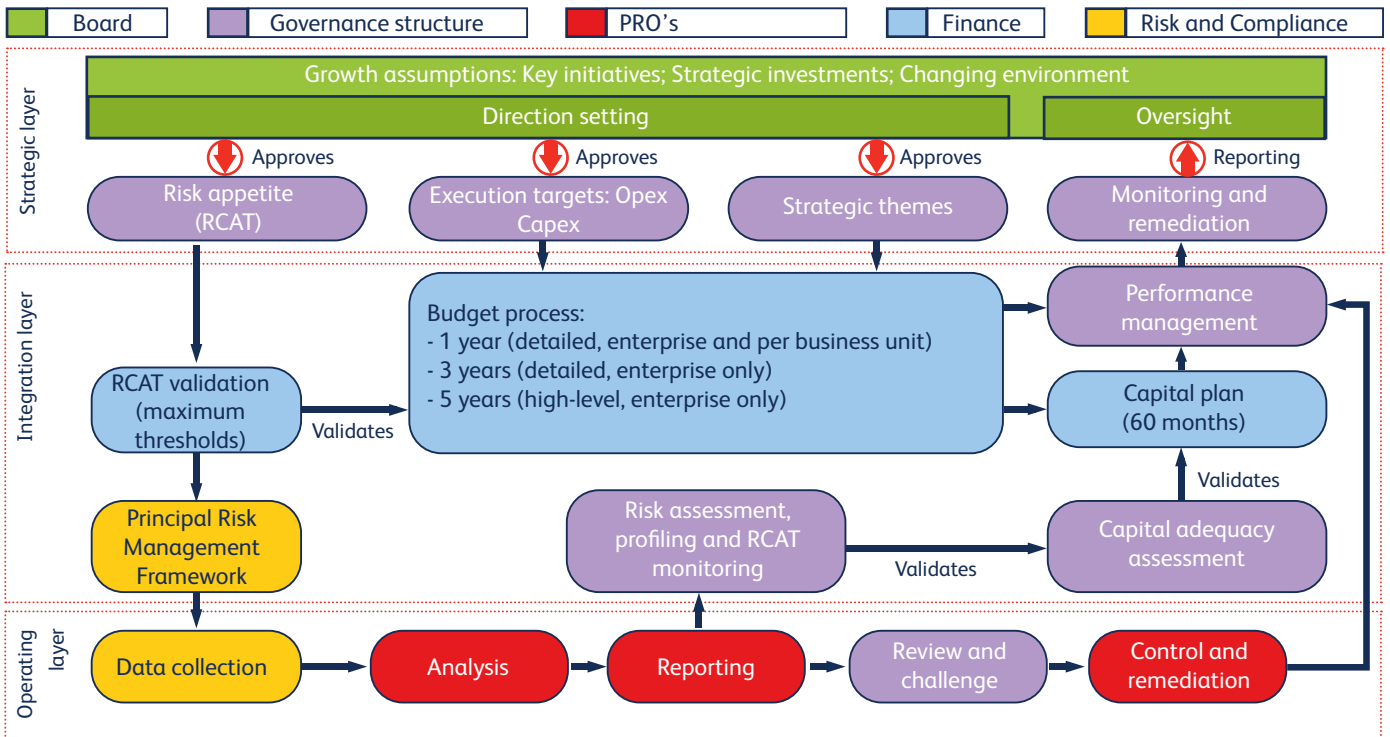 Board
Governance structure
PRO's
Finance
Risk and Compliance
Strategic layer
Growth assumptions: Key initiatives; Strategic investments; Changing environment
Direction setting
Oversight
Approves
Approves
Approves
Reporting
Risk appetite
(RCAT)
Execution targets: Opex
Capex
Strategic themes
Monitoring and
remediation
Integration layer
Budget process:
- 1 year (detailed, enterprise and per business unit)
- 3 years (detailed, enterprise only)
- 5 years (high-level, enterprise only)
Performance
management
RCAT validation
(maximum
thresholds)
Validates
Capital plan
(60 months)
Validates
Principal Risk
Management
Framework
Risk assessment,
profiling and RCAT
monitoring
Validates
Capital adequacy
assessment
Operating
layer
Data collection
Analysis
Reporting
Review and
challenge
Control and
remediation